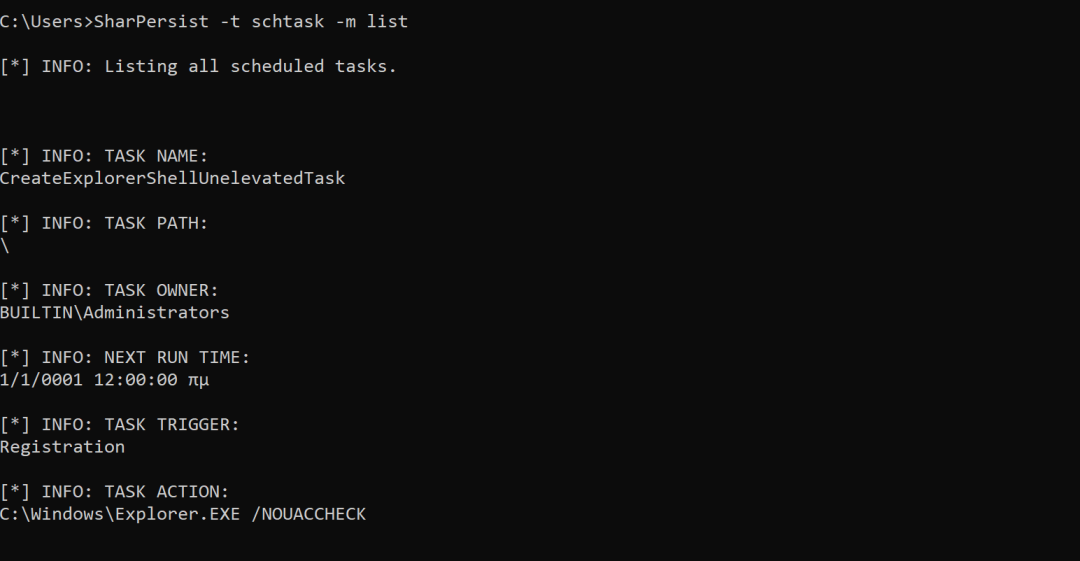 C:\Users>SharPersist -t schtask -m list
[*] INFO: Listing all scheduled tasks.
[*] INFO: TASK NAME:
CreateExplorerShellUnelevatedTask
[*] INFO: TASK PATH:
\
[*] INFO: TASK OWNER:
BUILTIN\Administrators
[*] INFO: NEXT RUN TIME:
1/1/0001 12:00:00 πμ
[*] INFO: TASK TRIGGER:
Registration
[*] INFO: TASK ACTION:
C:\Windows\Explorer.EXE /NOUACCHECK